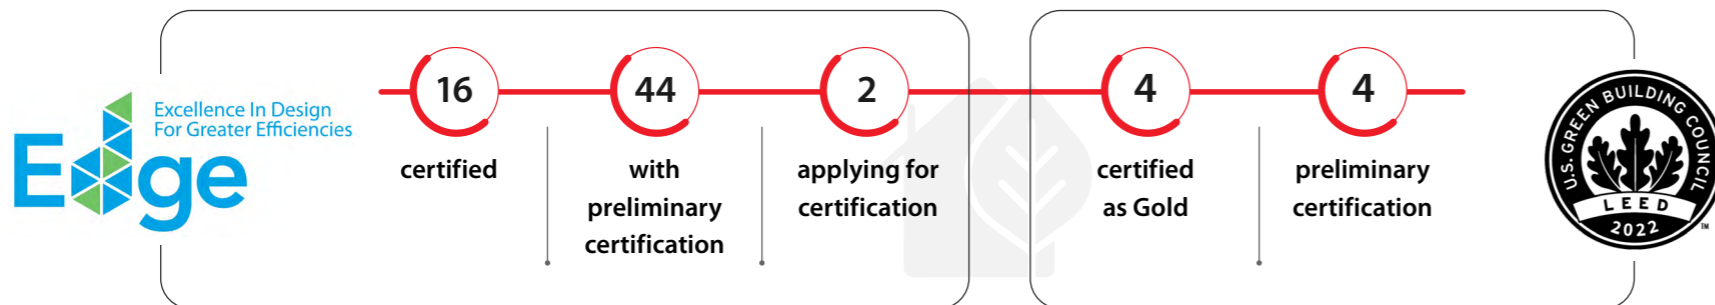 Edge
Excellence In Design
For Greater Efficiencies
16
certified
44
with
preliminary
certification
2
applying for
certification
4
certified
as Gold
4
preliminary
certification
U.S. GREEN BUILDING COUNCIL
LEED
2022
TM